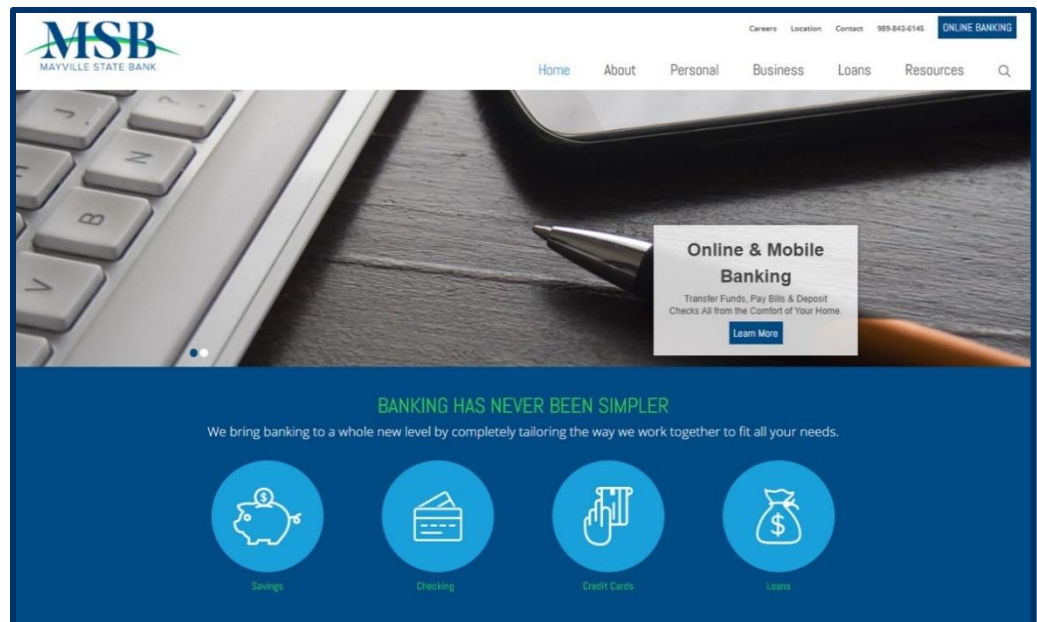 MSB
MAYVILLE STATE BANK
Careers Location Contact 989-843-6145 ONLINE BANKING
Home About Personal Business Loans Resources
J
N
B
V
Online & Mobile
Banking
Transfer Funds, Pay Bills & Deposit
Checks All from the Comfort of Your Home.
Learn More
BANKING HAS NEVER BEEN SIMPLER
We bring banking to a whole new level by completely tailoring the way we work together to fit all your needs.
$
$
Savings Checking Credit Cards Loans